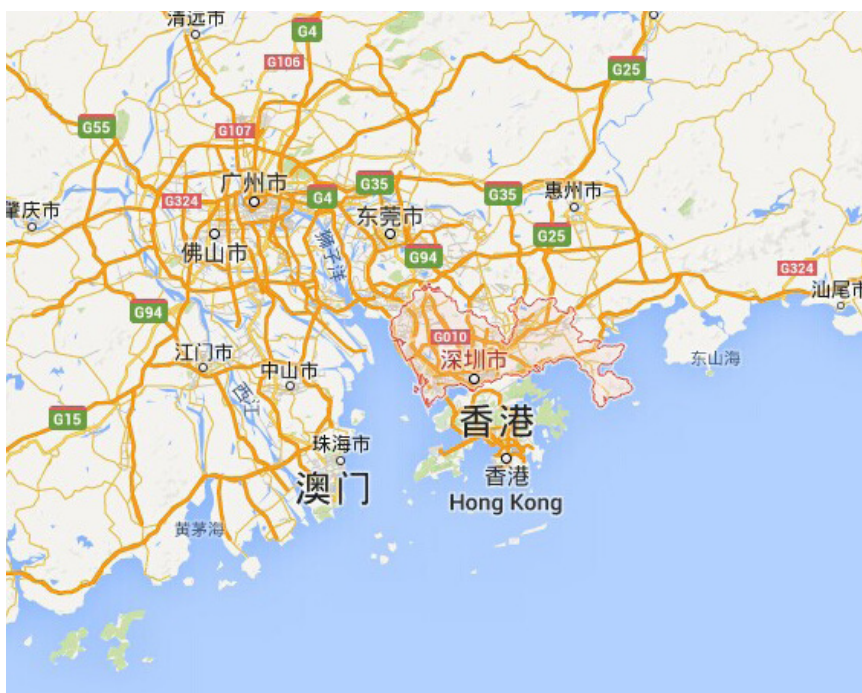 清远市
G4
G106
G25
G55
G107
广州市
G324
G4
G35
G35
惠州市
肇庆市
东莞市
佛山市
狮子洋
G94
G25
G324
汕尾市
G94
G010
江门市
深圳市
东山海
中山市
西江
G15
香港
珠海市
澳门
香港
Hong Kong
黄茅海